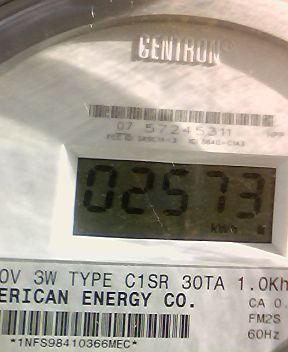 CENTRON®
07 57245311
02573
kWh
0V 3W TYPE C1SR 30TA 1.0Kh
ERICAN ENERGY CO.
CA 0.
FM2S
60Hz
*1NFS98410366MEC*